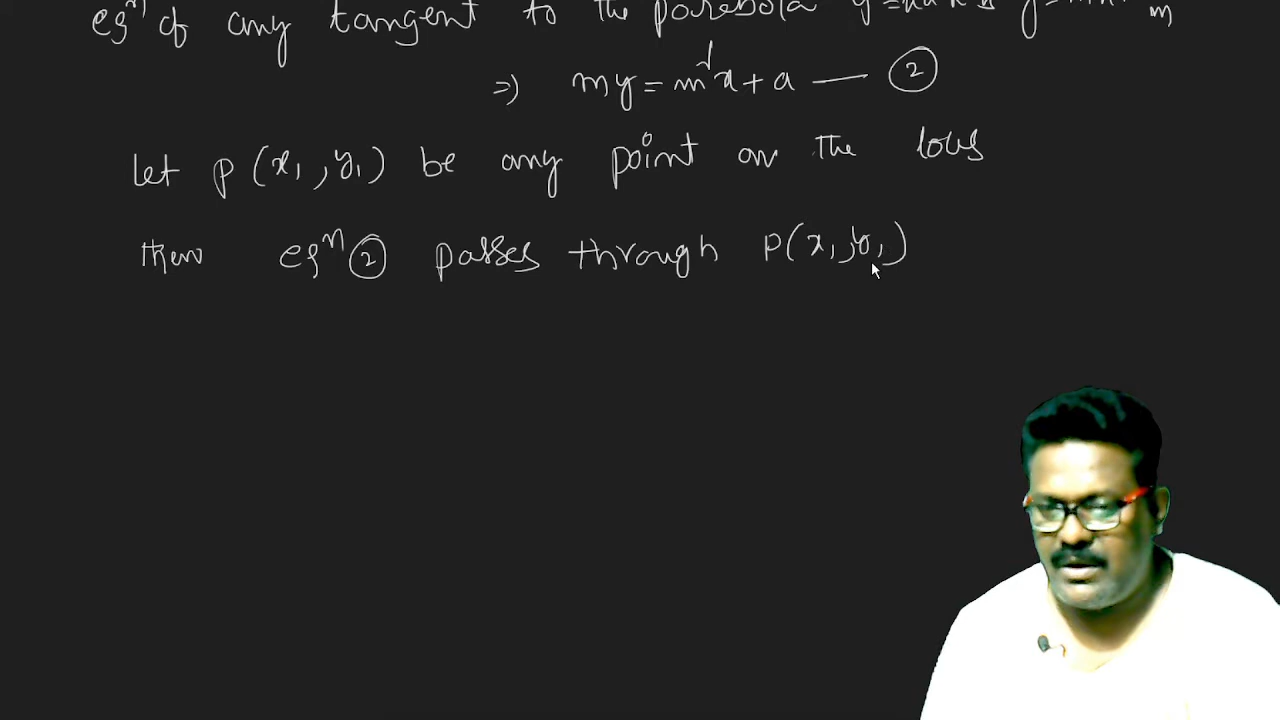 eqⁿ of any tangent to the parabola
⇒ my = m²x + a — ②
let P(x₁, y₁) be any point on the locus
then eqⁿ ② passes through P(x₁, y₁)